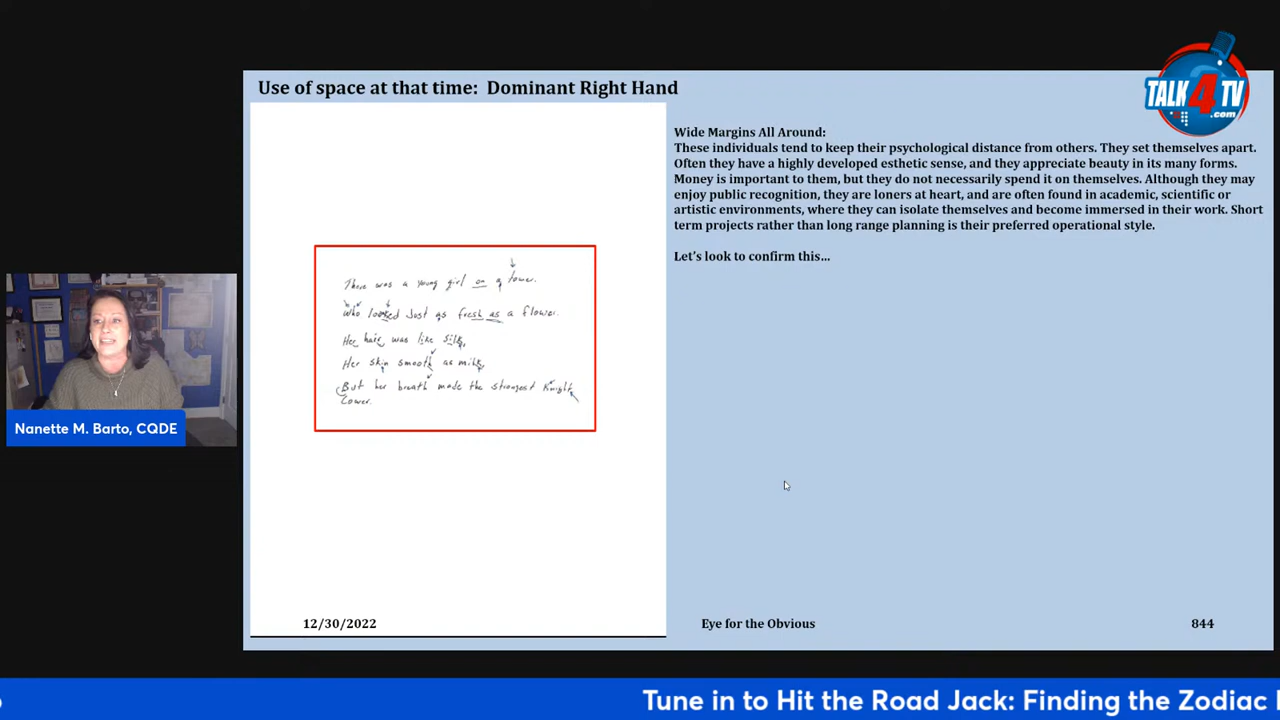 TALK 4 TV
.com
Use of space at that time: Dominant Right Hand
Wide Margins All Around:
These individuals tend to keep their psychological distance from others. They set themselves apart.
Often they have a highly developed esthetic sense, and they appreciate beauty in its many forms.
Money is important to them, but they do not necessarily spend it on themselves. Although they may
enjoy public recognition, they are loners at heart, and are often found in academic, scientific or
artistic environments, where they can isolate themselves and become immersed in their work. Short
term projects rather than long range planning is their preferred operational style.
Let's look to confirm this...
There was a young girl on a tower.
Who looked Just as fresh as a flower.
Her hair was like silk,
Her skin smooth as milk,
But her breath made the strongest Knight
Cower.
Nanette M. Barto, CQDE
12/30/2022
Eye for the Obvious
844
Tune in to Hit the Road Jack: Finding the Zodiac